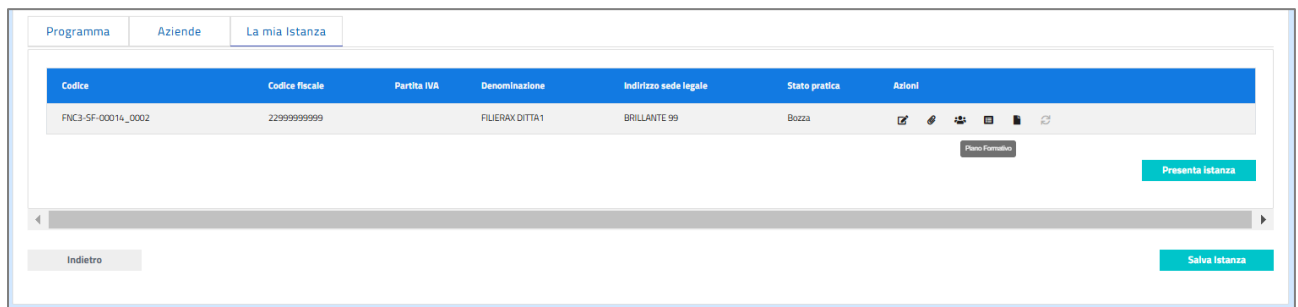 Programma Aziende La mia Istanza
Codice Codice fiscale Partita IVA Denominazione Indirizzo sede legale Stato pratica Azioni
FNC3-SF-00014_0002 22999999999 FILIERAX DITTA1 BRILLANTE 99 Bozza
Piano Formativo
Presenta istanza
Indietro Salva Istanza